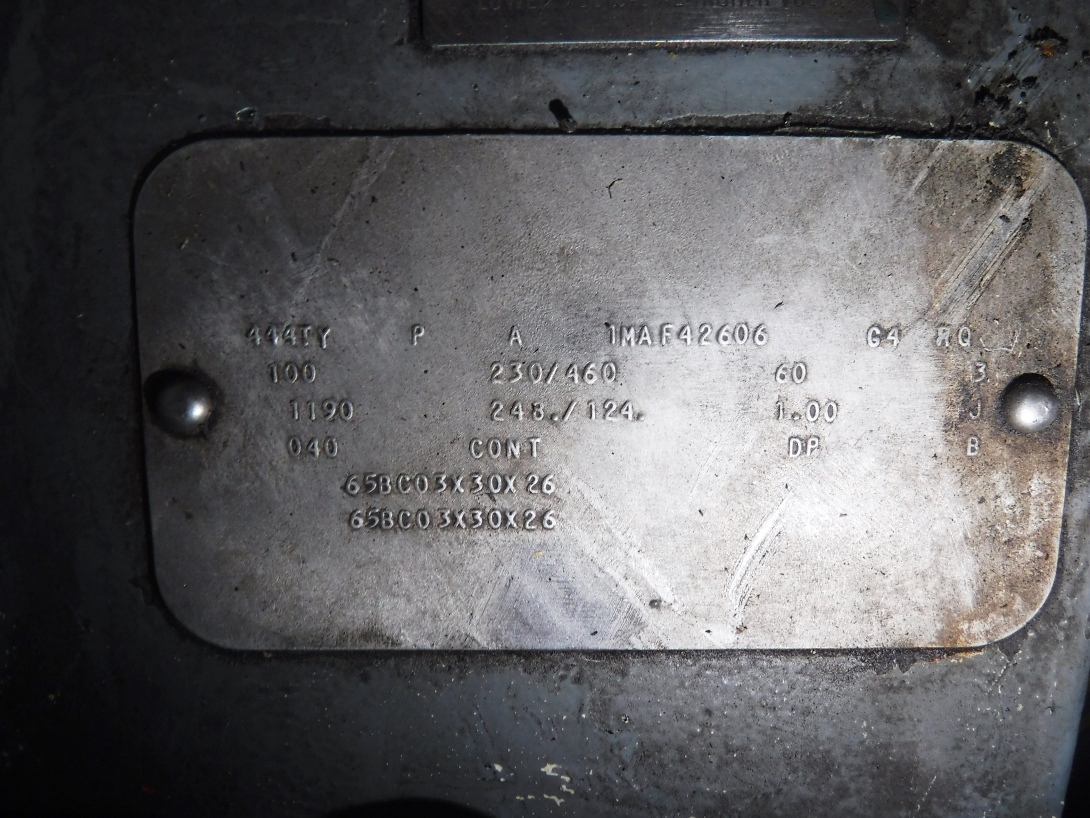 444TY P A 1MAF42606 G4 RQ
100 230/460 60 3
1190 248./124. 1.00 J
040 CONT DP B
65BC03X30X26
65BC03X30X26